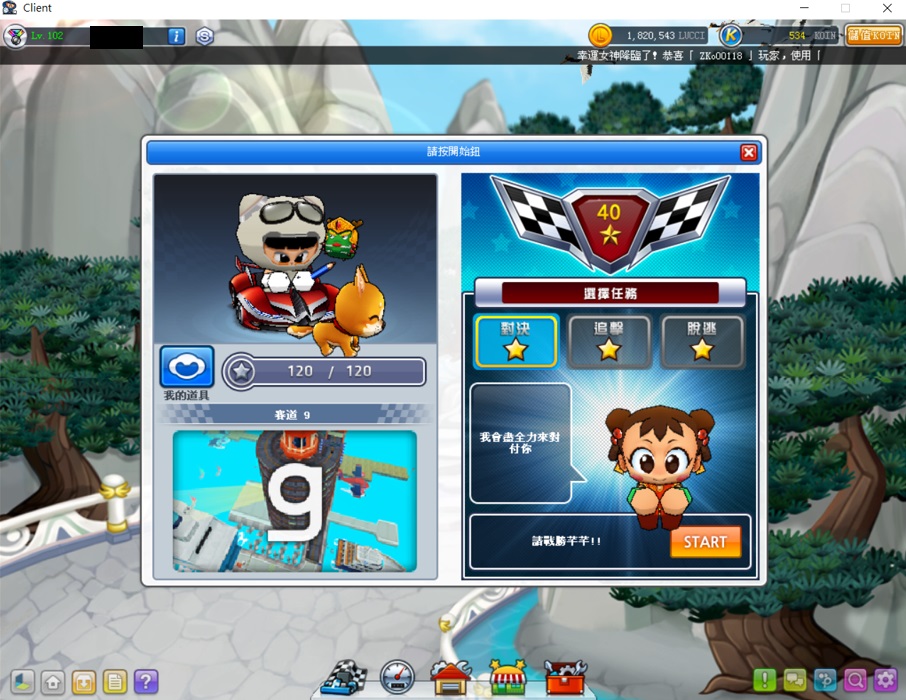 Client
Lv. 102
i
S
1,820,543 LUCCI
K
534 KOIN
儲值KOIN
幸運女神降臨了! 恭喜「 ZKo00118 」玩家,使用「
請按開始鈕
40
選擇任務
對決
追擊
脫逃
120 / 120
我的道具
賽道 9
9
我會盡全力來對
付你
請戰勝芊芊!!
START
?
!